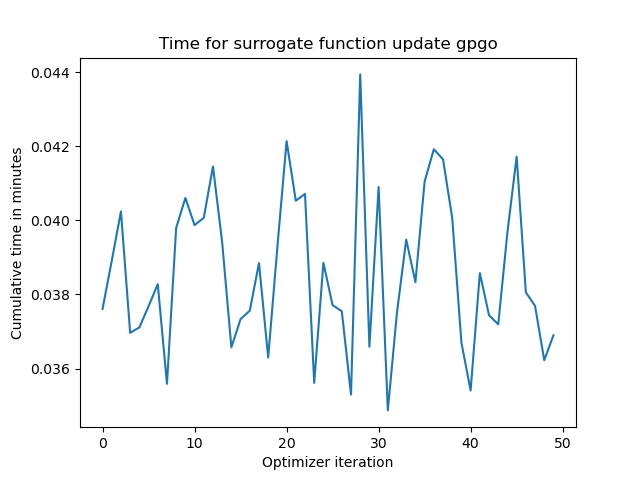 Time for surrogate function update gpgo
Cumulative time in minutes
0.044
0.042
0.040
0.038
0.036
0 10 20 30 40 50
Optimizer iteration